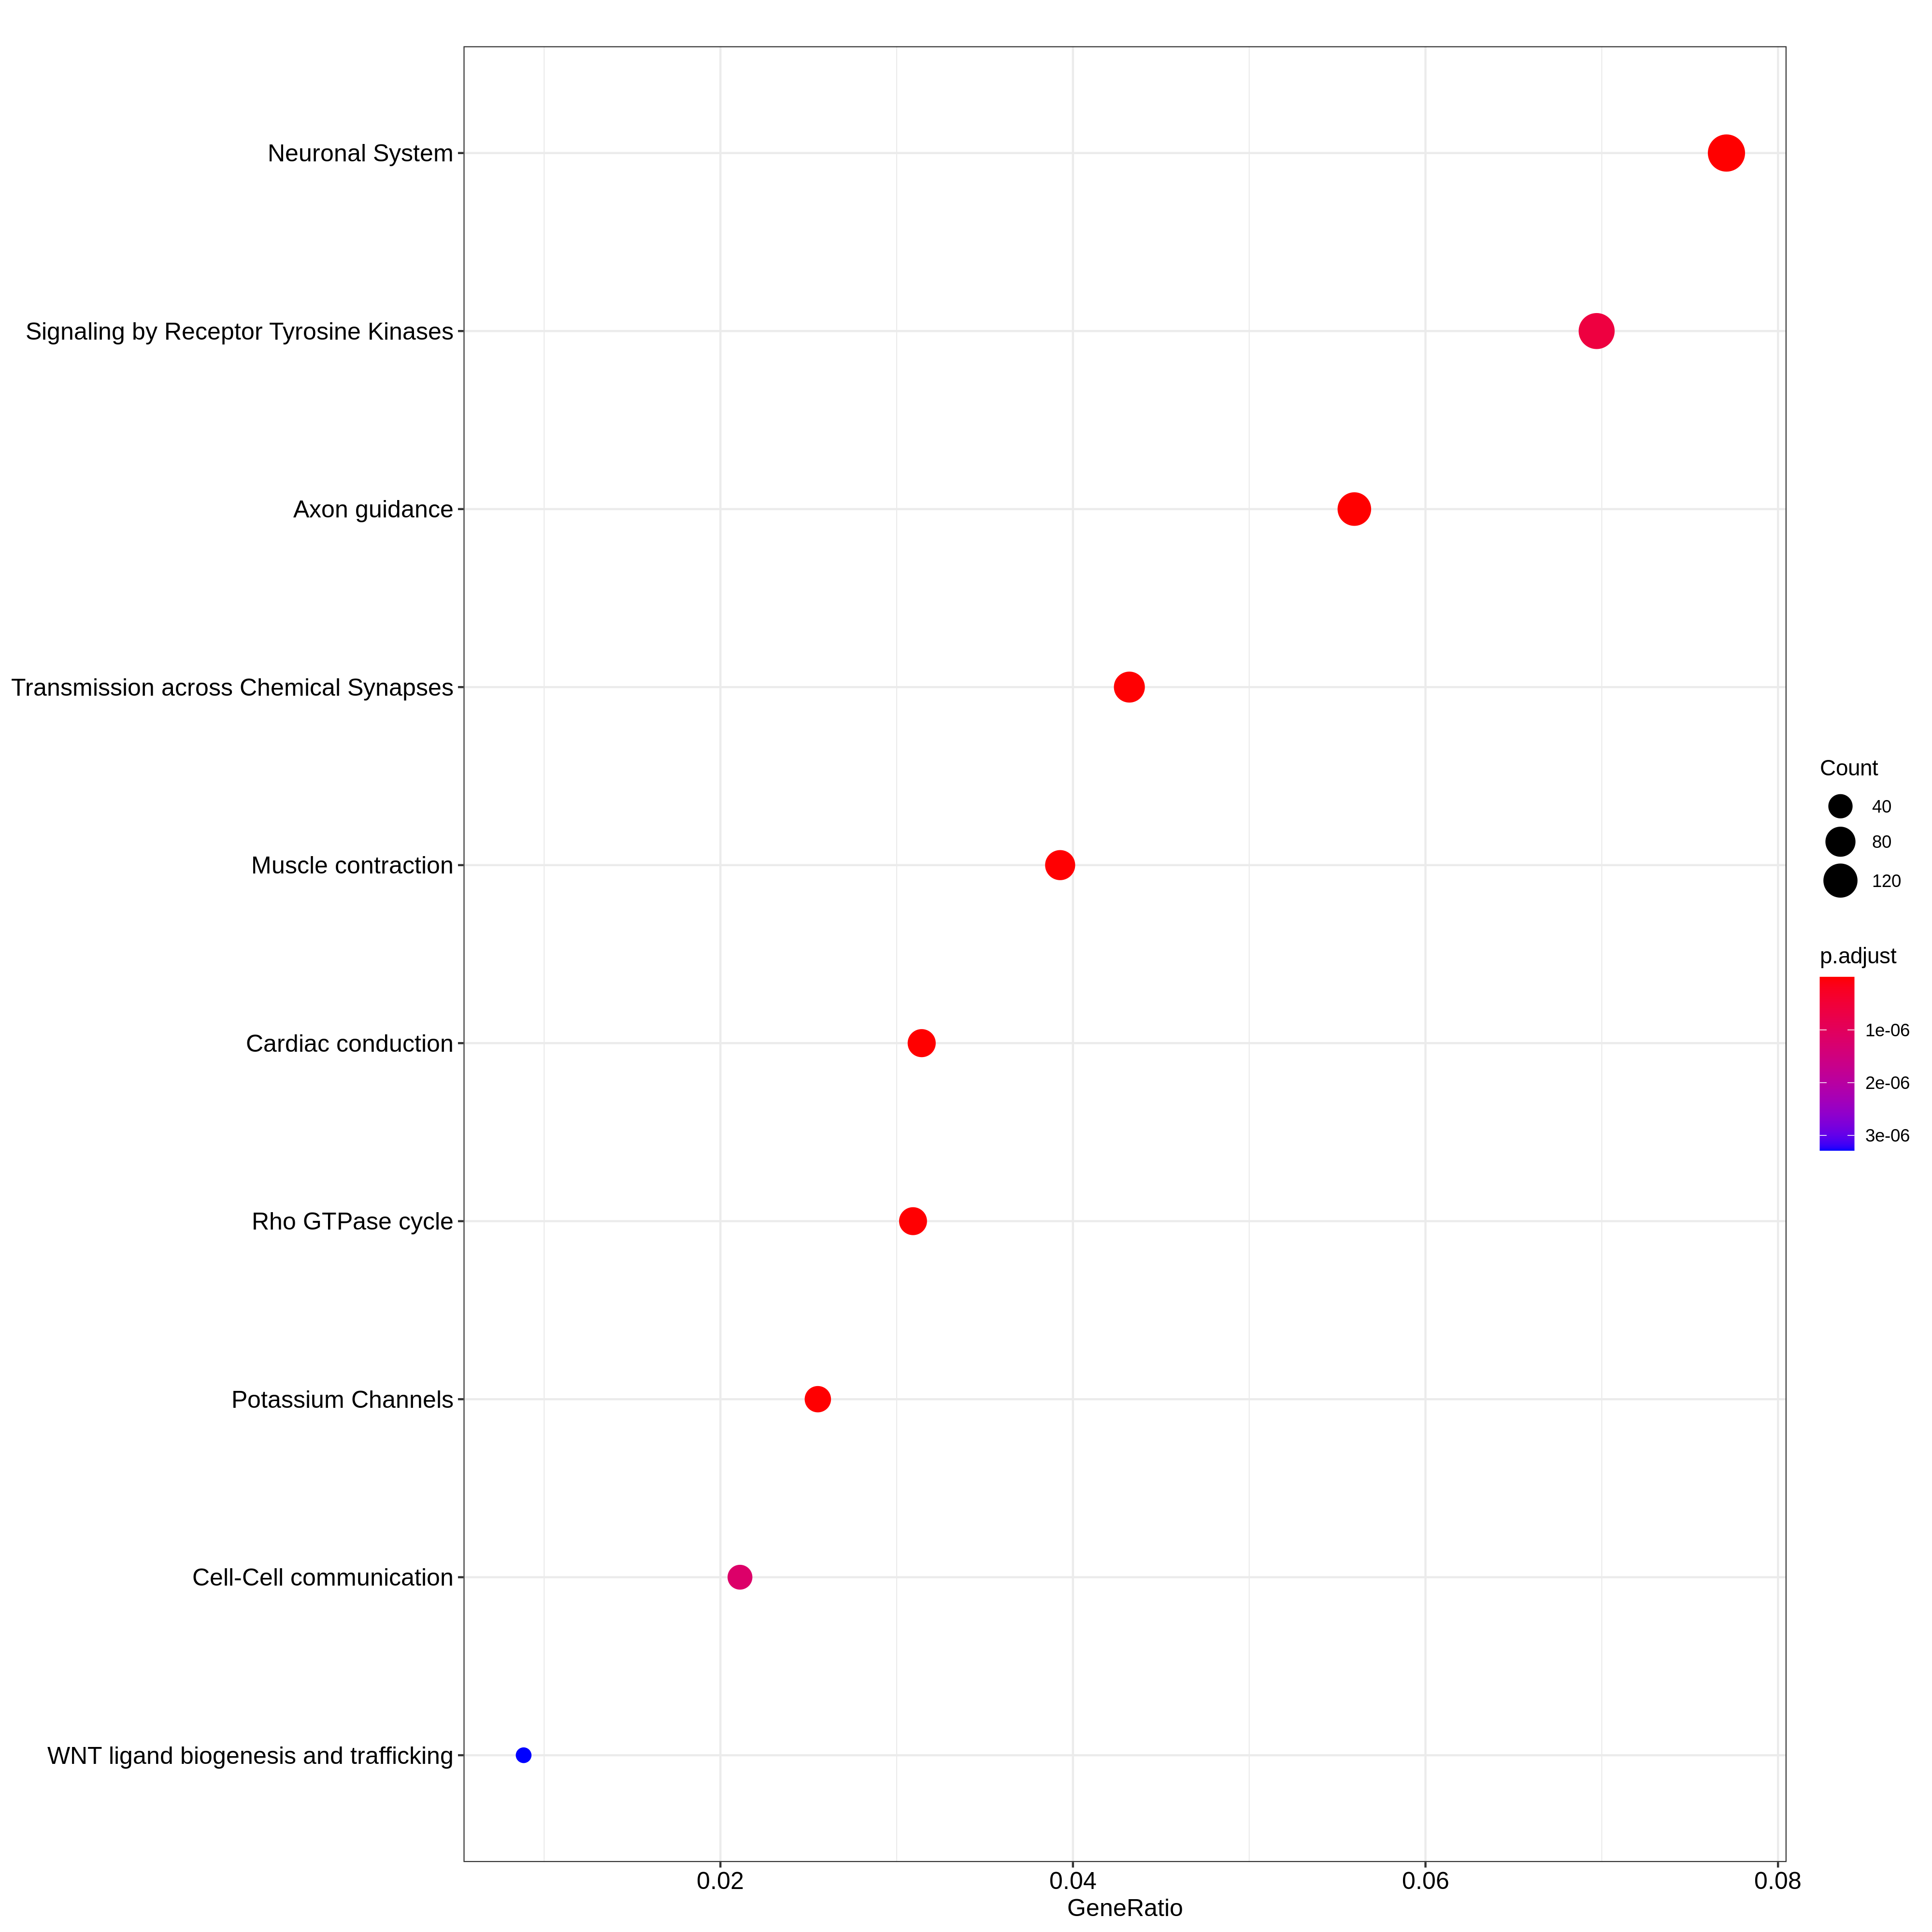 Neuronal System
Signaling by Receptor Tyrosine Kinases
Axon guidance
Transmission across Chemical Synapses
Muscle contraction
Cardiac conduction
Rho GTPase cycle
Potassium Channels
Cell-Cell communication
WNT ligand biogenesis and trafficking
0.02 0.04 0.06 0.08
GeneRatio
Count
40
80
120
p.adjust
1e-06
2e-06
3e-06